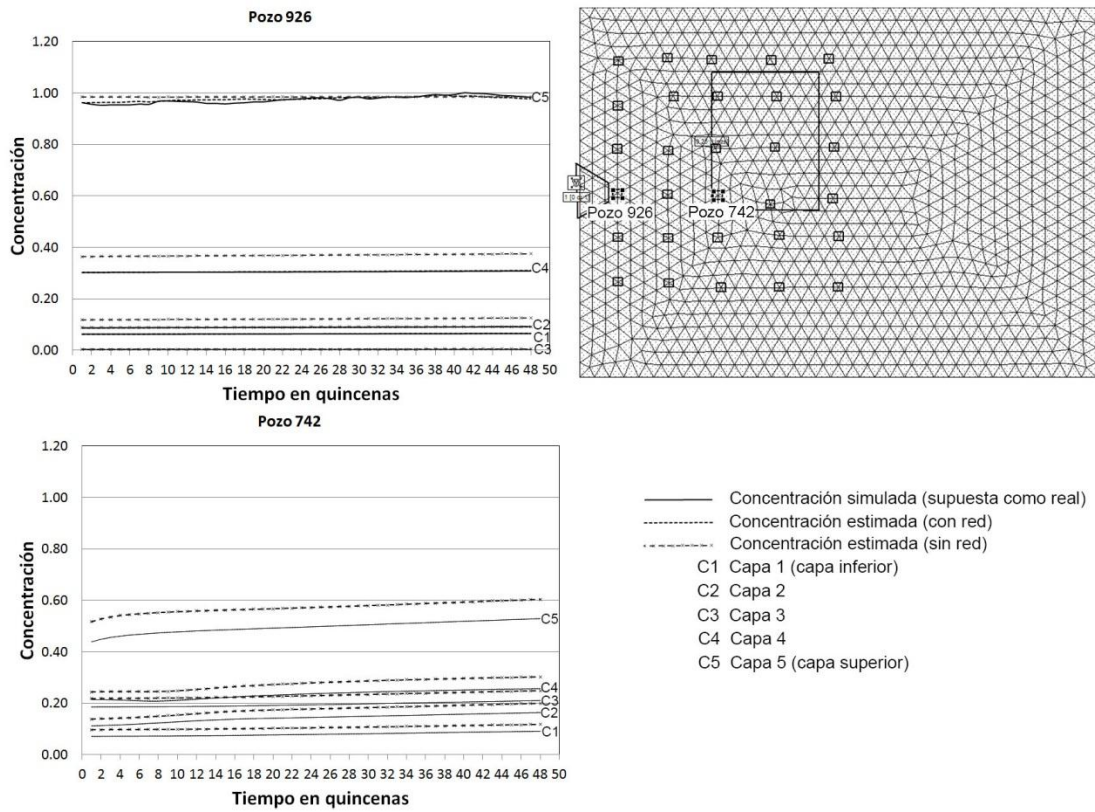 Pozo 926
Concentración
1.20
1.00
0.80
0.60
0.40
0.20
0.00
C5
C4
C2
C1
C3
0 2 4 6 8 10 12 14 16 18 20 22 24 26 28 30 32 34 36 38 40 42 44 46 48 50
Tiempo en quincenas
Pozo 926
Pozo 742
Pozo 742
Concentración
1.20
1.00
0.80
0.60
0.40
0.20
0.00
C5
C4
C3
C2
C1
0 2 4 6 8 10 12 14 16 18 20 22 24 26 28 30 32 34 36 38 40 42 44 46 48 50
Tiempo en quincenas
Concentración simulada (supuesta como real)
Concentración estimada (con red)
Concentración estimada (sin red)
C1 Capa 1 (capa inferior)
C2 Capa 2
C3 Capa 3
C4 Capa 4
C5 Capa 5 (capa superior)